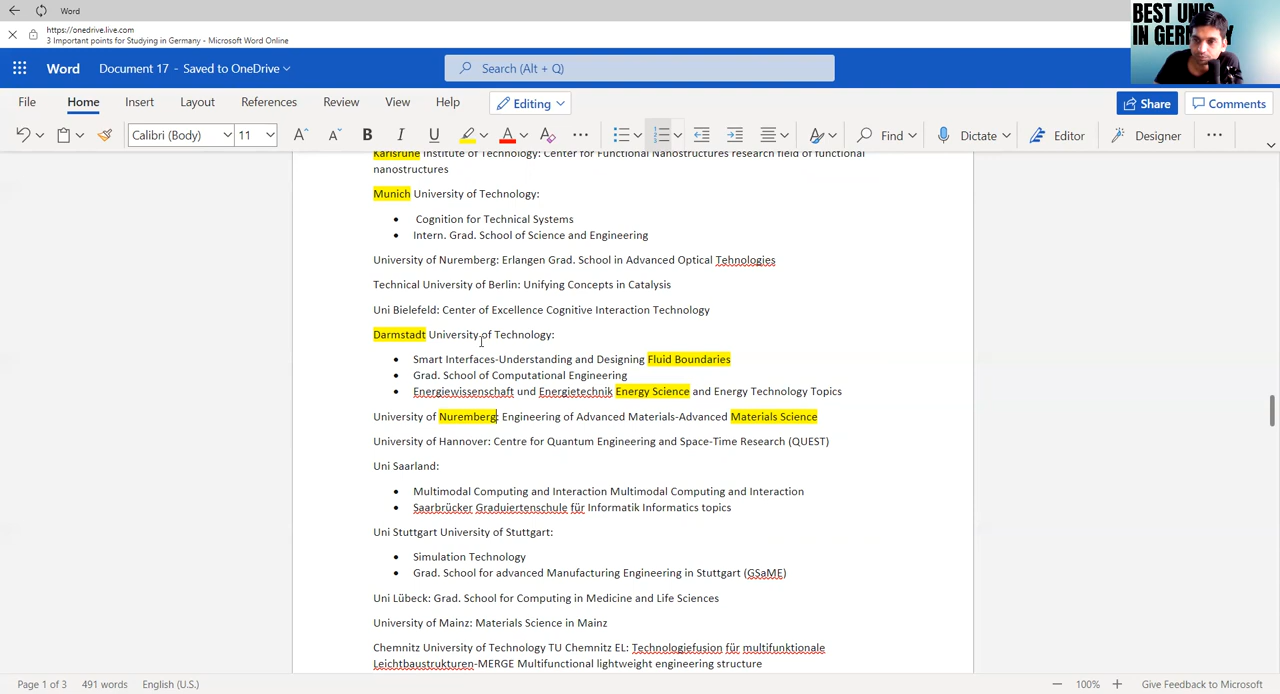 Word
https://onedrive.live.com
3 Important points for Studying in Germany - Microsoft Word Online
BEST UNIS
IN GERMANY
Word Document 17 - Saved to OneDrive
Search (Alt + Q)
File Home Insert Layout References Review View Help Editing Share Comments
Calibri (Body) 11 B I U A A Find Dictate Editor Designer
Karlsruhe Institute of Technology: Center for Functional Nanostructures research field of functional
nanostructures
Munich University of Technology:
• Cognition for Technical Systems
• Intern. Grad. School of Science and Engineering
University of Nuremberg: Erlangen Grad. School in Advanced Optical Tehnologies
Technical University of Berlin: Unifying Concepts in Catalysis
Uni Bielefeld: Center of Excellence Cognitive Interaction Technology
Darmstadt University of Technology:
• Smart Interfaces-Understanding and Designing Fluid Boundaries
• Grad. School of Computational Engineering
• Energiewissenschaft und Energietechnik Energy Science and Energy Technology Topics
University of Nuremberg: Engineering of Advanced Materials-Advanced Materials Science
University of Hannover: Centre for Quantum Engineering and Space-Time Research (QUEST)
Uni Saarland:
• Multimodal Computing and Interaction Multimodal Computing and Interaction
• Saarbrücker Graduiertenschule für Informatik Informatics topics
Uni Stuttgart University of Stuttgart:
• Simulation Technology
• Grad. School for advanced Manufacturing Engineering in Stuttgart (GSaME)
Uni Lübeck: Grad. School for Computing in Medicine and Life Sciences
University of Mainz: Materials Science in Mainz
Chemnitz University of Technology TU Chemnitz EL: Technologiefusion für multifunktionale
Leichtbaustrukturen-MERGE Multifunctional lightweight engineering structure
Page 1 of 3 491 words English (U.S.) 100% Give Feedback to Microsoft